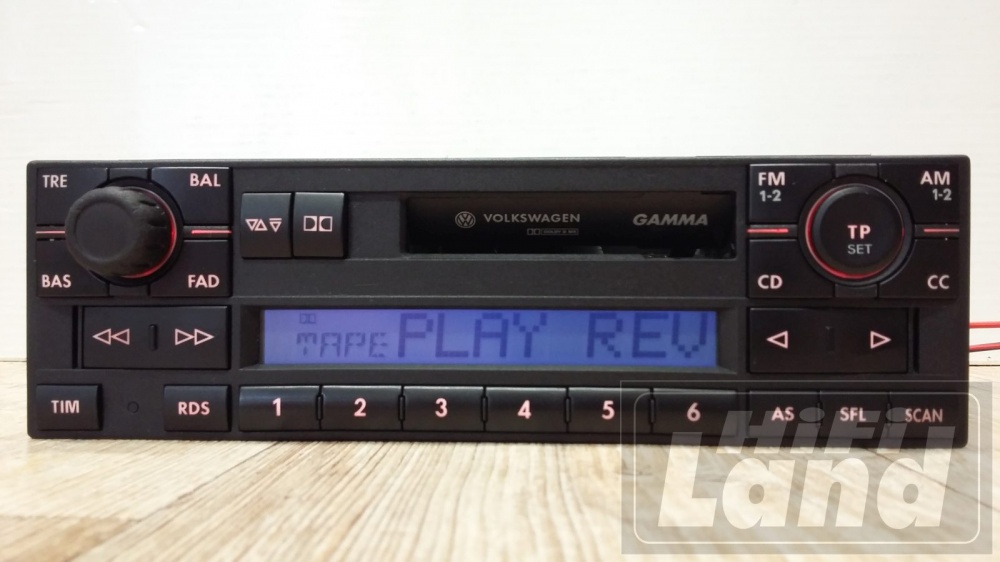 TRE
BAL
BAS
FAD
VOLKSWAGEN
GAMMA
FM
1-2
AM
1-2
TP
SET
CD
CC
TAPE PLAY REV
TIM
RDS
1 2 3 4 5 6
AS
SFL
SCAN
HiFi
Land